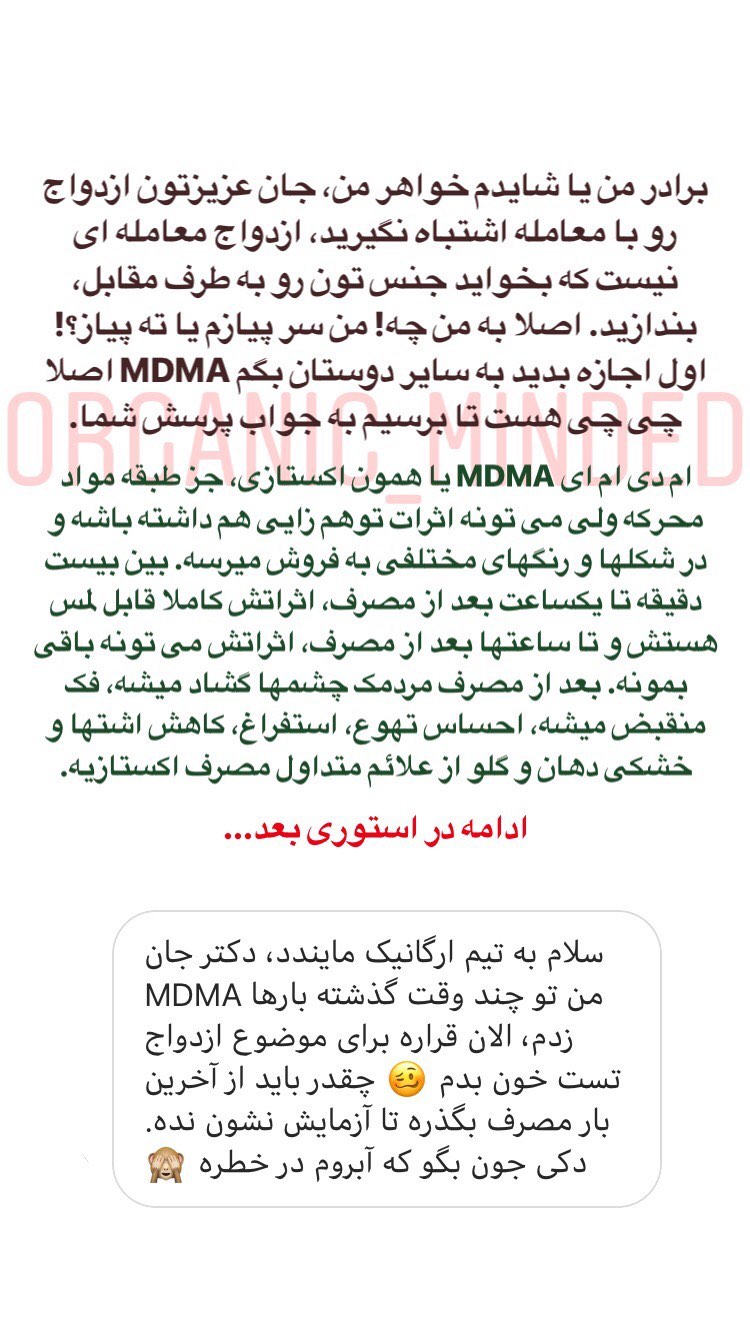 برادر من یا شایدم خواهر من، جان عزیزتون ازدواج
رو با معامله اشتباه نگیرید، ازدواج معامله ای
نیست که بخواید جنس تون رو به طرف مقابل،
بندازید. اصلا به من چه! من سر پیازم یا ته پیاز؟!
اول اجازه بدید به سایر دوستان بگم MDMA اصلا
چی چی هست تا برسیم به جواب پرسش شما.
ORGANIC_MINDED
ام دی ام ای MDMA یا همون اکستازی، جز طبقه مواد
محرکه ولی می تونه اثرات توهم زایی هم داشته باشه و
در شکلها و رنگهای مختلفی به فروش میرسه. بین بیست
دقیقه تا یکساعت بعد از مصرف، اثراتش کاملا قابل لمس
هستش و تا ساعتها بعد از مصرف، اثراتش می تونه باقی
بمونه. بعد از مصرف مردمک چشمها گشاد میشه، فک
منقبض میشه، احساس تهوع، استفراغ، کاهش اشتها و
خشکی دهان و گلو از علائم متداول مصرف اکستازیه.
ادامه در استوری بعد...
سلام به تیم ارگانیک مایندد، دکتر جان
من تو چند وقت گذشته بارها MDMA
زدم، الان قراره برای موضوع ازدواج
تست خون بدم 🥴 چقدر باید از آخرین
بار مصرف بگذره تا آزمایش نشون نده.
دکی جون بگو که آبروم در خطره 🙈